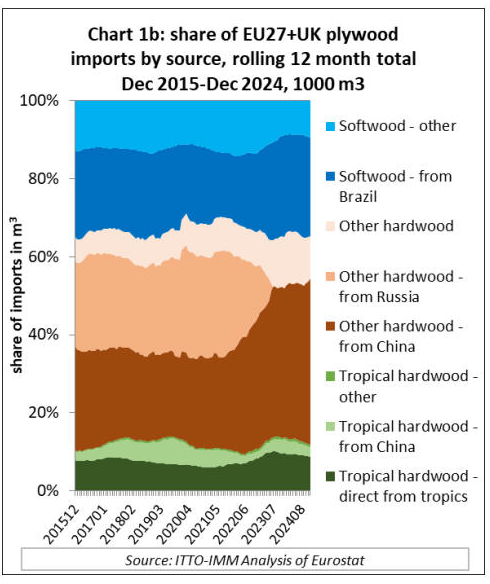 Chart 1b: share of EU27+UK plywood
imports by source, rolling 12 month total
Dec 2015-Dec 2024, 1000 m3
share of imports in m³
100%
80%
60%
40%
20%
0%
201512
201701
201802
201903
202004
202105
202206
202307
202408
Softwood - other
Softwood - from
Brazil
Other hardwood
Other hardwood -
from Russia
Other hardwood -
from China
Tropical hardwood -
other
Tropical hardwood -
from China
Tropical hardwood -
direct from tropics
Source: ITTO-IMM Analysis of Eurostat